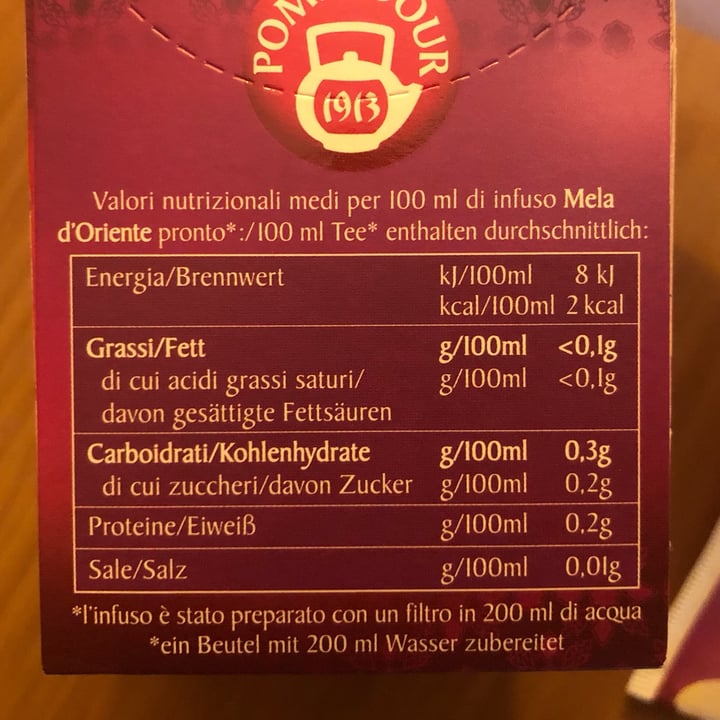 1913
Valori nutrizionali medi per 100 ml di infuso Mela
d'Oriente pronto*:/100 ml Tee* enthalten durchschnittlich:
Energia/Brennwert kJ/100ml 8 kJ
kcal/100ml 2 kcal
Grassi/Fett g/100ml <0,1g
di cui acidi grassi saturi/ g/100ml <0,1g
davon gesättigte Fettsäuren
Carboidrati/Kohlenhydrate g/100ml 0,3g
di cui zuccheri/davon Zucker g/100ml 0,2g
Proteine/Eiweiß g/100ml 0,2g
Sale/Salz g/100ml 0,01g
*l'infuso è stato preparato con un filtro in 200 ml di acqua
*ein Beutel mit 200 ml Wasser zubereitet